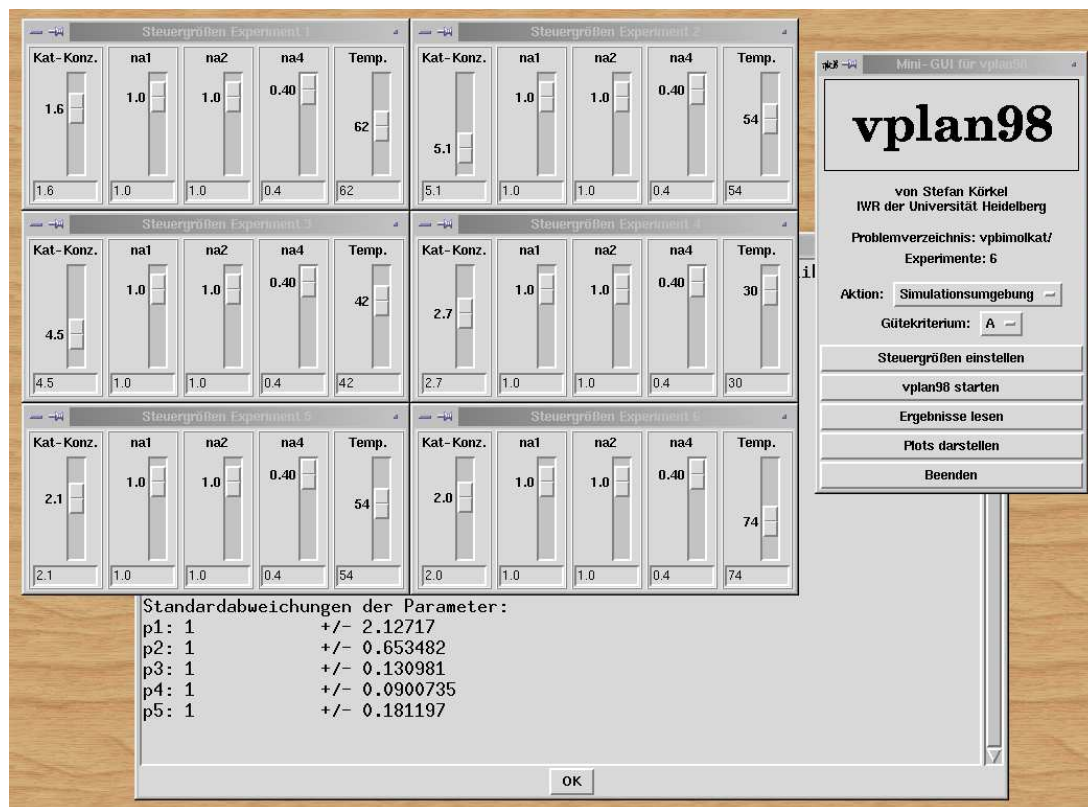 Steuergrößen Experiment 1
Kat-Konz. na1 na2 na4 Temp.
1.6 1.0 1.0 0.40 62
1.6 1.0 1.0 0.4 62
Steuergrößen Experiment 2
Kat-Konz. na1 na2 na4 Temp.
5.1 1.0 1.0 0.40 54
5.1 1.0 1.0 0.4 54
Steuergrößen Experiment 3
Kat-Konz. na1 na2 na4 Temp.
4.5 1.0 1.0 0.40 42
4.5 1.0 1.0 0.4 42
Steuergrößen Experiment 4
Kat-Konz. na1 na2 na4 Temp.
2.7 1.0 1.0 0.40 30
2.7 1.0 1.0 0.4 30
Steuergrößen Experiment 5
Kat-Konz. na1 na2 na4 Temp.
2.1 1.0 1.0 0.40 54
2.1 1.0 1.0 0.4 54
Steuergrößen Experiment 6
Kat-Konz. na1 na2 na4 Temp.
2.0 1.0 1.0 0.40 74
2.0 1.0 1.0 0.4 74
Mini-GUI für vplan98
vplan98
von Stefan Körkel
IWR der Universität Heidelberg
Problemverzeichnis: vpbimolkat/
Experimente: 6
Aktion: Simulationsumgebung
Gütekriterium: A
Steuergrößen einstellen
vplan98 starten
Ergebnisse lesen
Plots darstellen
Beenden
Standardabweichungen der Parameter:
p1: 1 +/- 2.12717
p2: 1 +/- 0.653482
p3: 1 +/- 0.130981
p4: 1 +/- 0.0900735
p5: 1 +/- 0.181197
OK